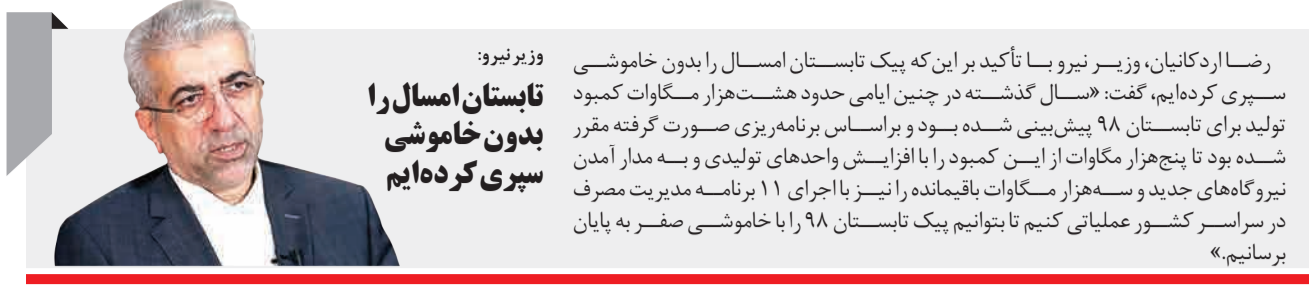 وزیر نیرو:
تابستان امسال را
بدون خاموشی
سپری کرده‌ایم
رضا اردکانیان، وزیر نیرو با تأکید بر این‌که پیک تابستان امسال را بدون خاموشی
سپری کرده‌ایم، گفت: «سال گذشته در چنین ایامی حدود هشت‌هزار مگاوات کمبود
تولید برای تابستان ۹۸ پیش‌بینی شده بود و براساس برنامه‌ریزی صورت گرفته مقرر
شده بود تا پنج‌هزار مگاوات از این کمبود را با افزایش واحدهای تولیدی و به مدار آمدن
نیروگاه‌های جدید و سه‌هزار مگاوات باقیمانده را نیز با اجرای ۱۱ برنامه مدیریت مصرف
در سراسر کشور عملیاتی کنیم تا بتوانیم پیک تابستان ۹۸ را با خاموشی صفر به پایان
برسانیم.»